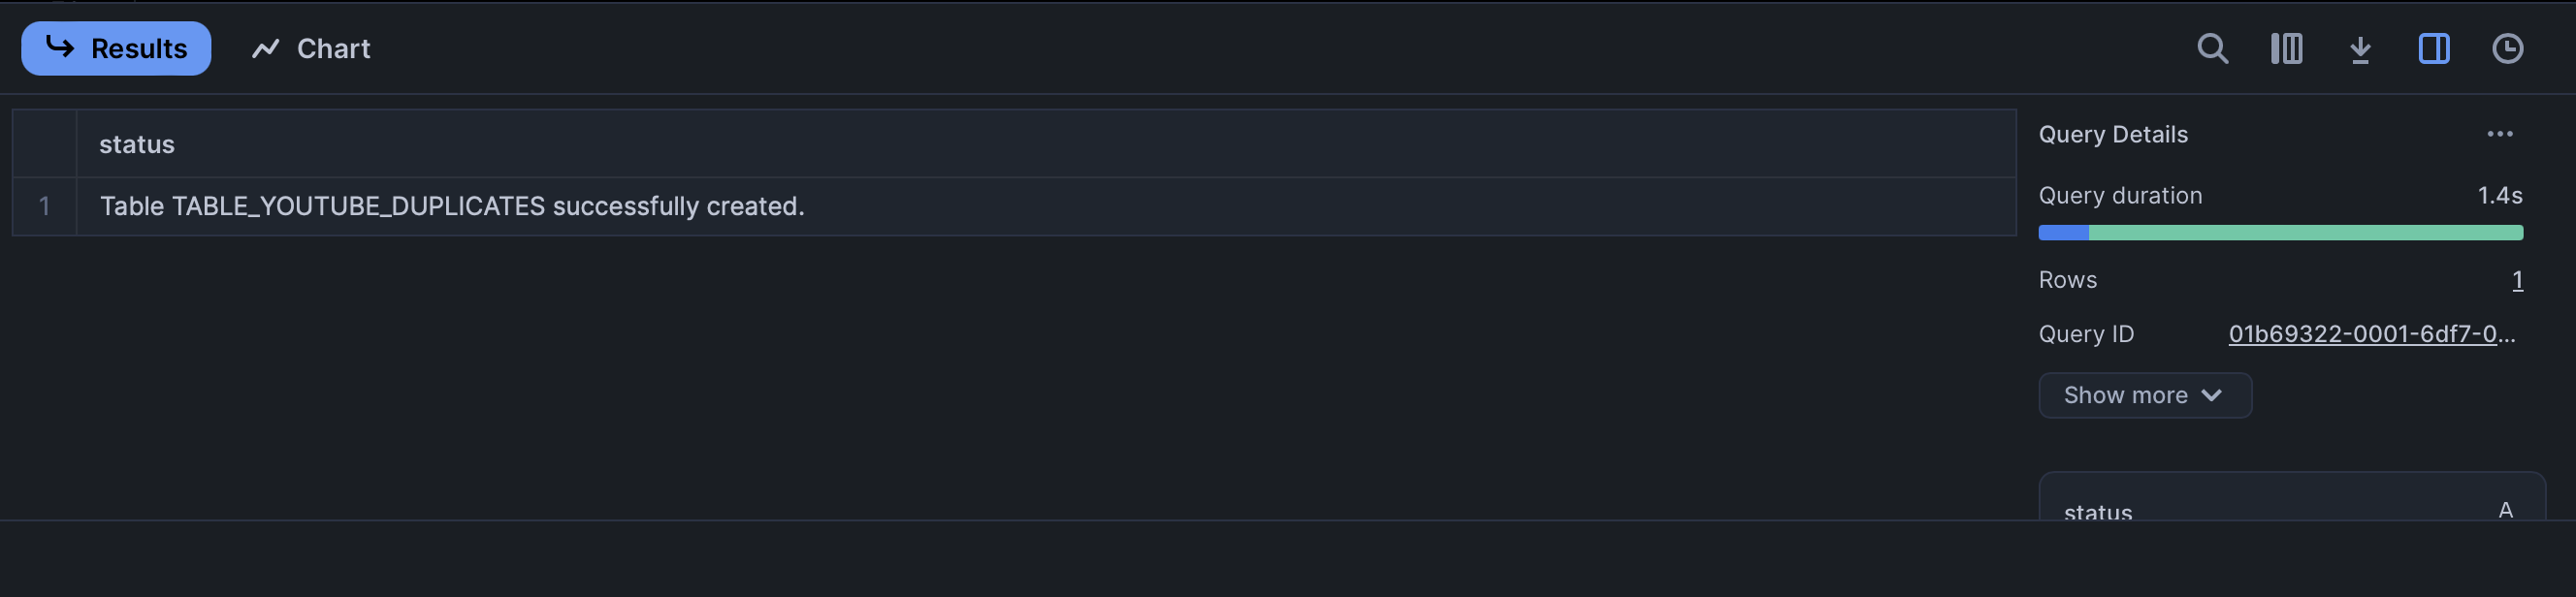 Results
Chart
status
1
Table TABLE_YOUTUBE_DUPLICATES successfully created.
Query Details
Query duration 1.4s
Rows 1
Query ID 01b69322-0001-6df7-0...
Show more
status A